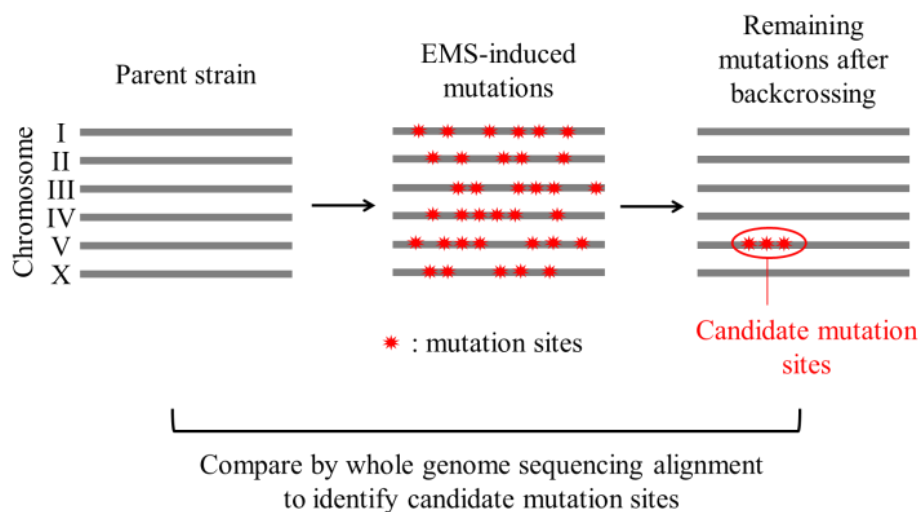 Parent strain
EMS-induced
mutations
Remaining
mutations after
backcrossing
Chromosome
I
II
III
IV
V
X
: mutation sites
Candidate mutation
sites
Compare by whole genome sequencing alignment
to identify candidate mutation sites